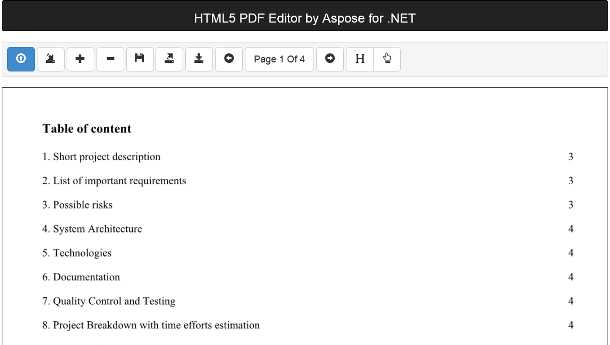 HTML5 PDF Editor by Aspose for .NET
Page 1 Of 4 H
Table of content
1. Short project description 3
2. List of important requirements 3
3. Possible risks 3
4. System Architecture 4
5. Technologies 4
6. Documentation 4
7. Quality Control and Testing 4
8. Project Breakdown with time efforts estimation 4